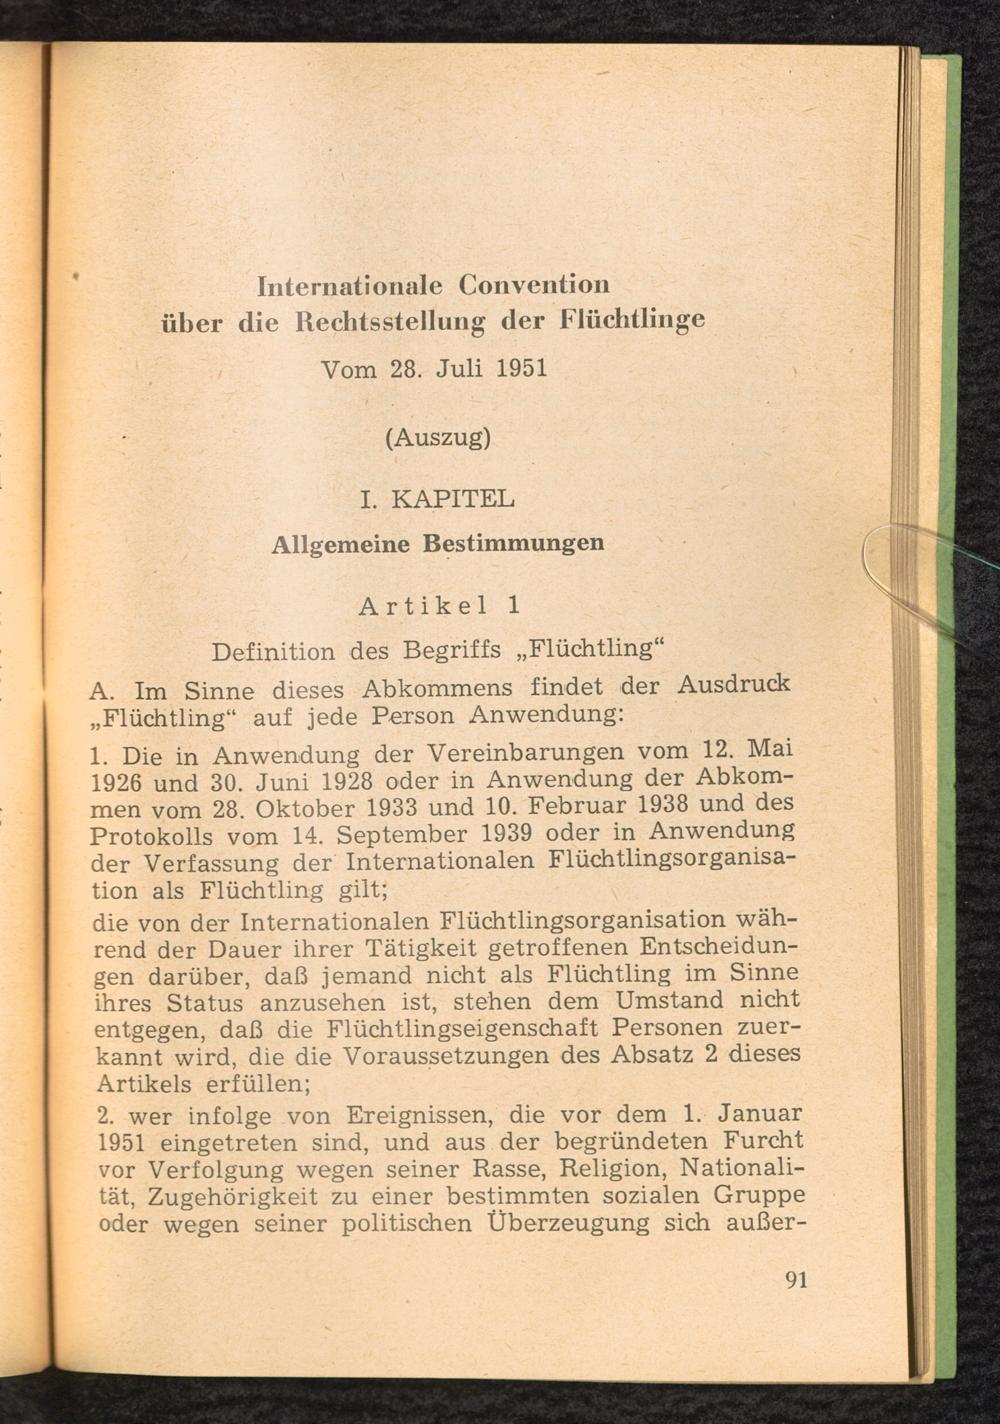 Internationale Convention
über die Rechtsstellung der Flüchtlinge
Vom 28. Juli 1951
(Auszug)
I. KAPITEL
Allgemeine Bestimmungen
Artikel 1
Definition des Begriffs „Flüchtling“
A. Im Sinne dieses Abkommens findet der Ausdruck
„Flüchtling“ auf jede Person Anwendung:
1. Die in Anwendung der Vereinbarungen vom 12. Mai
1926 und 30. Juni 1928 oder in Anwendung der Abkom-
men vom 28. Oktober 1933 und 10. Februar 1938 und des
Protokolls vom 14. September 1939 oder in Anwendung
der Verfassung der Internationalen Flüchtlingsorganisa-
tion als Flüchtling gilt;
die von der Internationalen Flüchtlingsorganisation wäh-
rend der Dauer ihrer Tätigkeit getroffenen Entscheidun-
gen darüber, daß jemand nicht als Flüchtling im Sinne
ihres Status anzusehen ist, stehen dem Umstand nicht
entgegen, daß die Flüchtlingseigenschaft Personen zuer-
kannt wird, die die Voraussetzungen des Absatz 2 dieses
Artikels erfüllen;
2. wer infolge von Ereignissen, die vor dem 1. Januar
1951 eingetreten sind, und aus der begründeten Furcht
vor Verfolgung wegen seiner Rasse, Religion, Nationali-
tät, Zugehörigkeit zu einer bestimmten sozialen Gruppe
oder wegen seiner politischen Überzeugung sich außer-
91